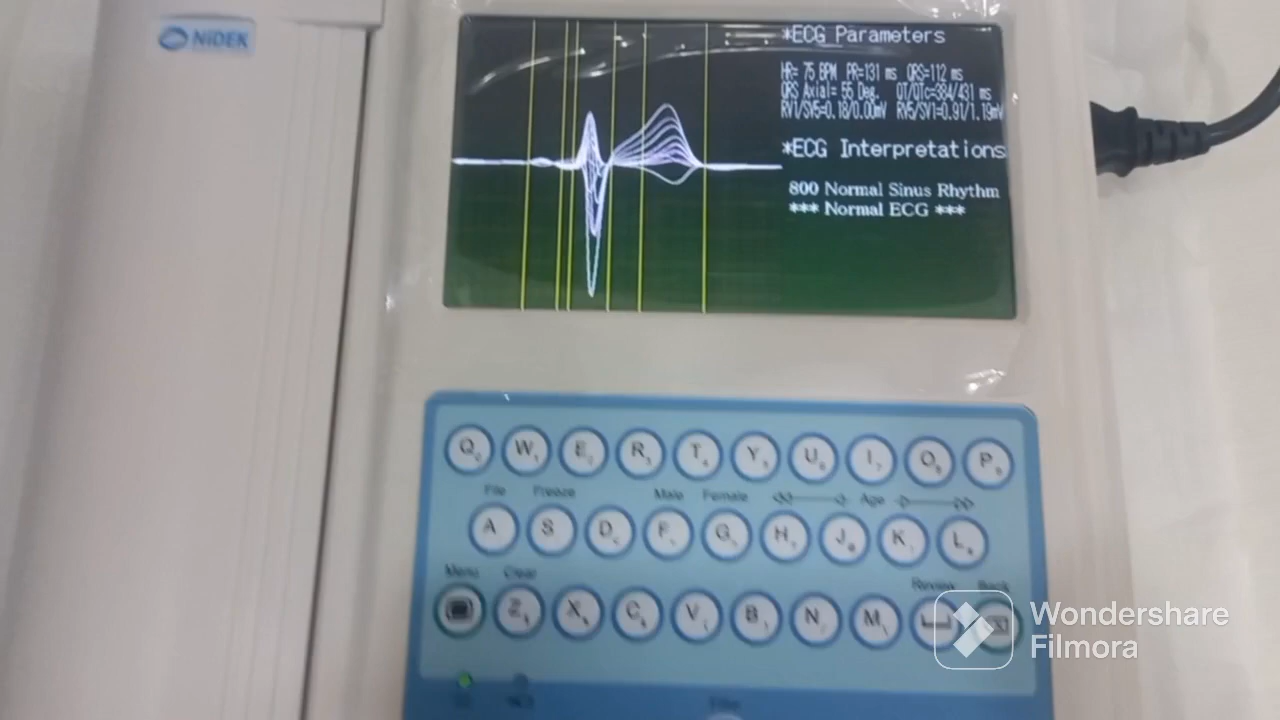 NIDEK
*ECG Parameters
HR= 75 BPM PR=131 ms QRS=112 ms
QRS Axial= 55 Deg. QT/QTc=384/431 ms
RV1/SV5=0.18/0.00mV RV5/SV1=0.91/1.19mV
*ECG Interpretations
800 Normal Sinus Rhythm
*** Normal ECG ***
Q W E R T Y U I O P
File Freeze Male Female Age
A S D F G H J K L
Menu Clear Review Back
Z X C V B N M
Wondershare
Filmora